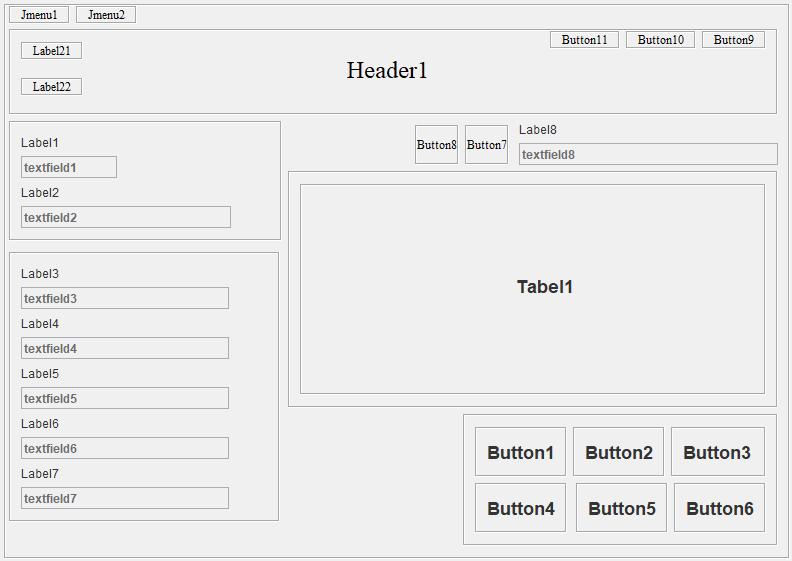 Jmenu1 Jmenu2
Label21 Button11 Button10 Button9
Header1
Label22
Label1
textfield1
Label2
textfield2
Button8 Button7 Label8
textfield8
Tabel1
Label3
textfield3
Label4
textfield4
Label5
textfield5
Label6
textfield6
Label7
textfield7
Button1 Button2 Button3
Button4 Button5 Button6